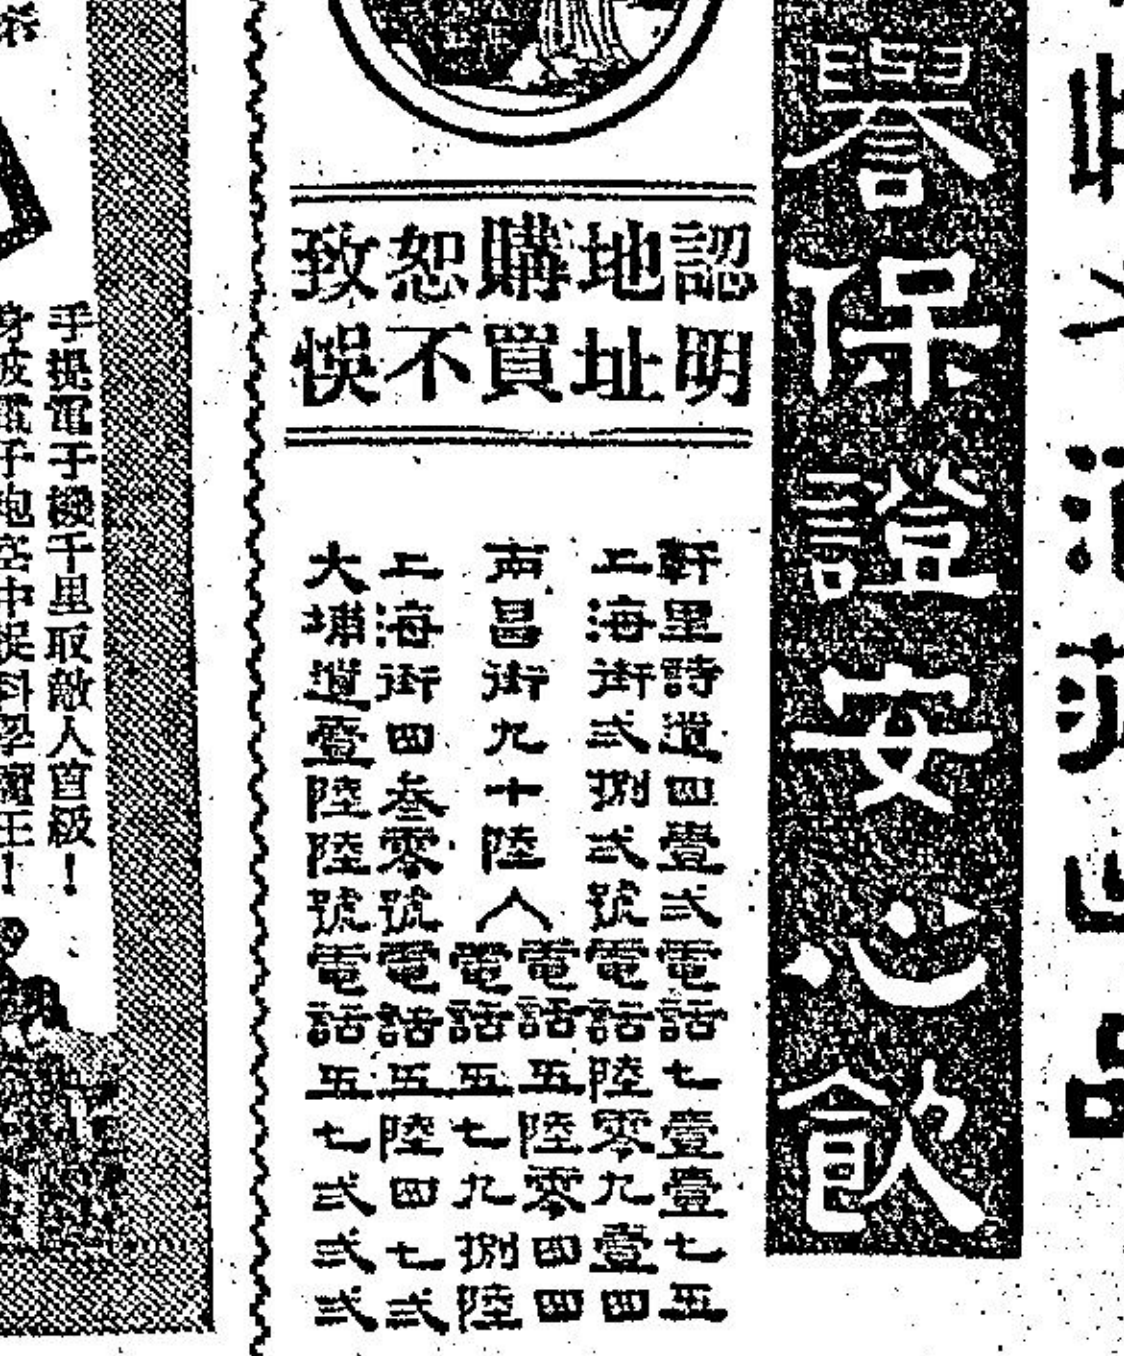 譽保證安心飲
認明
地址
購買
恕不
致悞
軒里詩道四壹弍電話七壹壹七五
上海街弍捌弍號電話陸零九壹四
南昌街九十陸人電話五陸零四四
電話五七九捌陸
上海街四叁零號電話五陸四七弍
大埔道壹陸陸號電話五七弍弍弍
手提電子機千里取敵人首級！